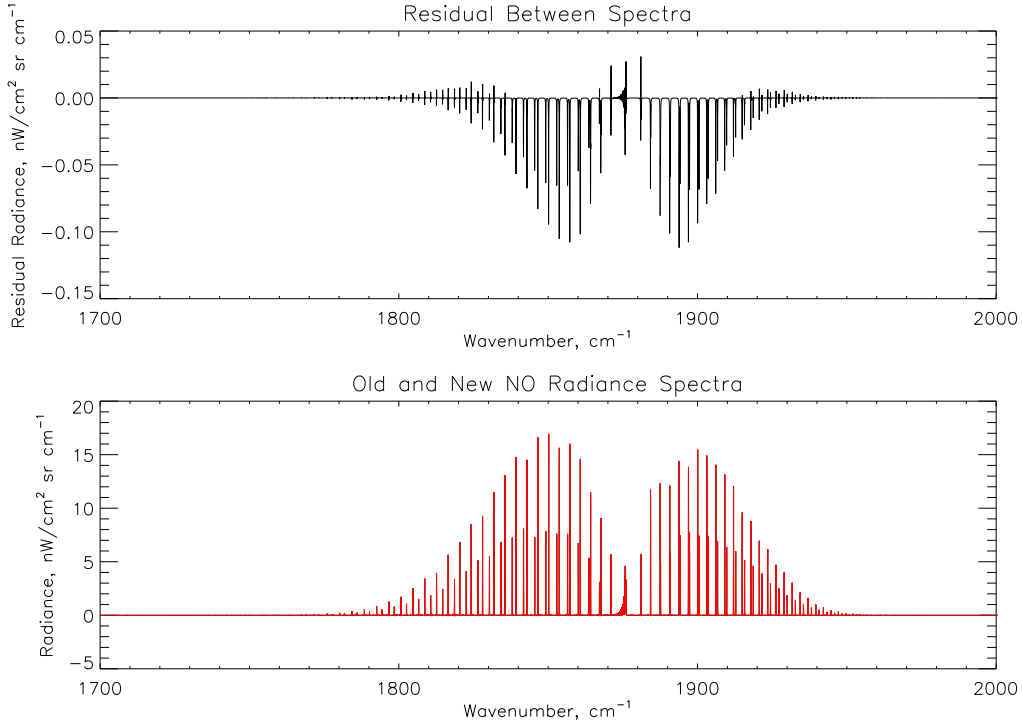 Residual Between Spectra
Residual Radiance, nW/cm² sr cm⁻¹
0.05
0.00
−0.05
−0.10
−0.15
1700 1800 1900 2000
Wavenumber, cm⁻¹
Old and New NO Radiance Spectra
Radiance, nW/cm² sr cm⁻¹
20
15
10
5
0
−5
1700 1800 1900 2000
Wavenumber, cm⁻¹